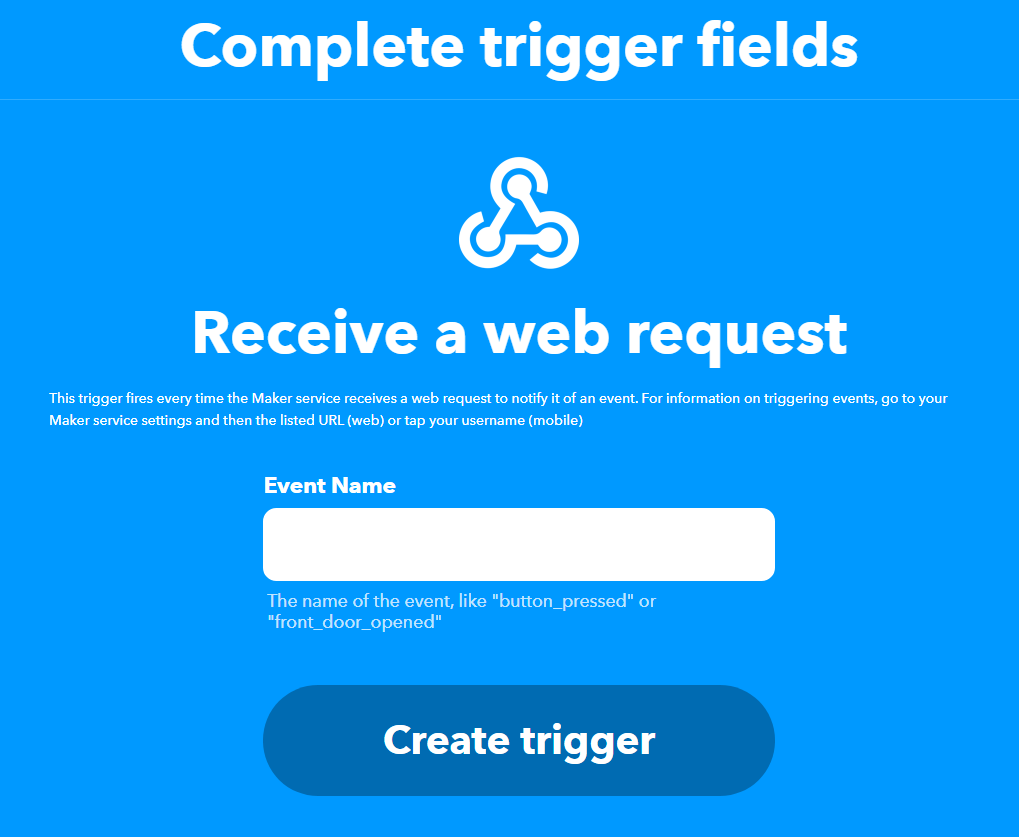 Complete trigger fields
Receive a web request
This trigger fires every time the Maker service receives a web request to notify it of an event. For information on triggering events, go to your
Maker service settings and then the listed URL (web) or tap your username (mobile)
Event Name
The name of the event, like "button_pressed" or
"front_door_opened"
Create trigger